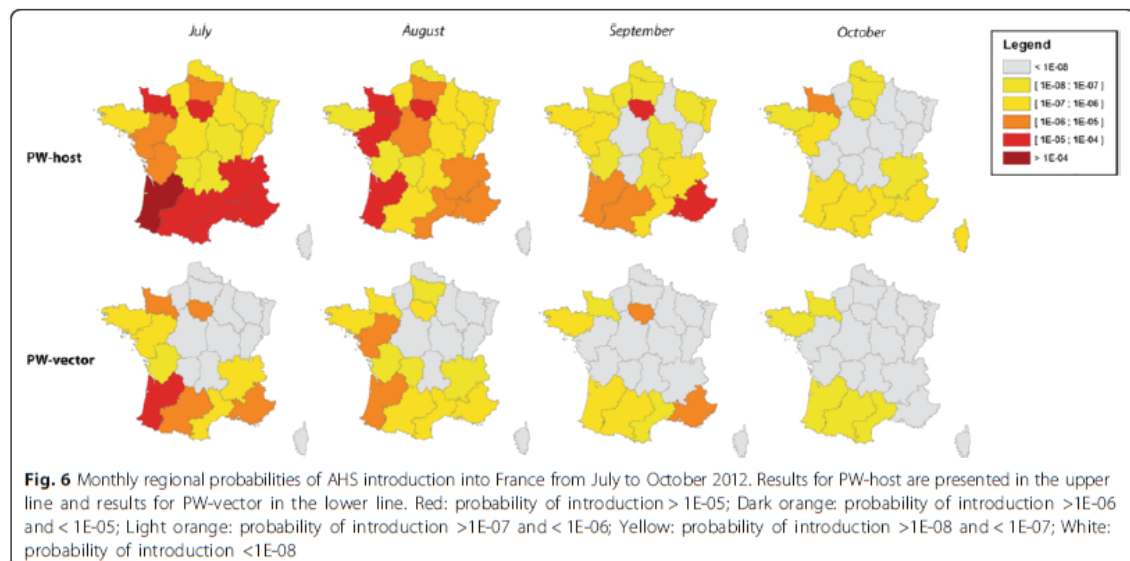 July August September October
Legend
< 1E-08
[ 1E-08 ; 1E-07]
[ 1E-07 ; 1E-06]
[ 1E-06 ; 1E-05]
[ 1E-05 ; 1E-04]
> 1E-04
PW-host
PW-vector
Fig. 6 Monthly regional probabilities of AHS introduction into France from July to October 2012. Results for PW-host are presented in the upper
line and results for PW-vector in the lower line. Red: probability of introduction > 1E-05; Dark orange: probability of introduction >1E-06
and < 1E-05; Light orange: probability of introduction >1E-07 and < 1E-06; Yellow: probability of introduction >1E-08 and < 1E-07; White:
probability of introduction <1E-08